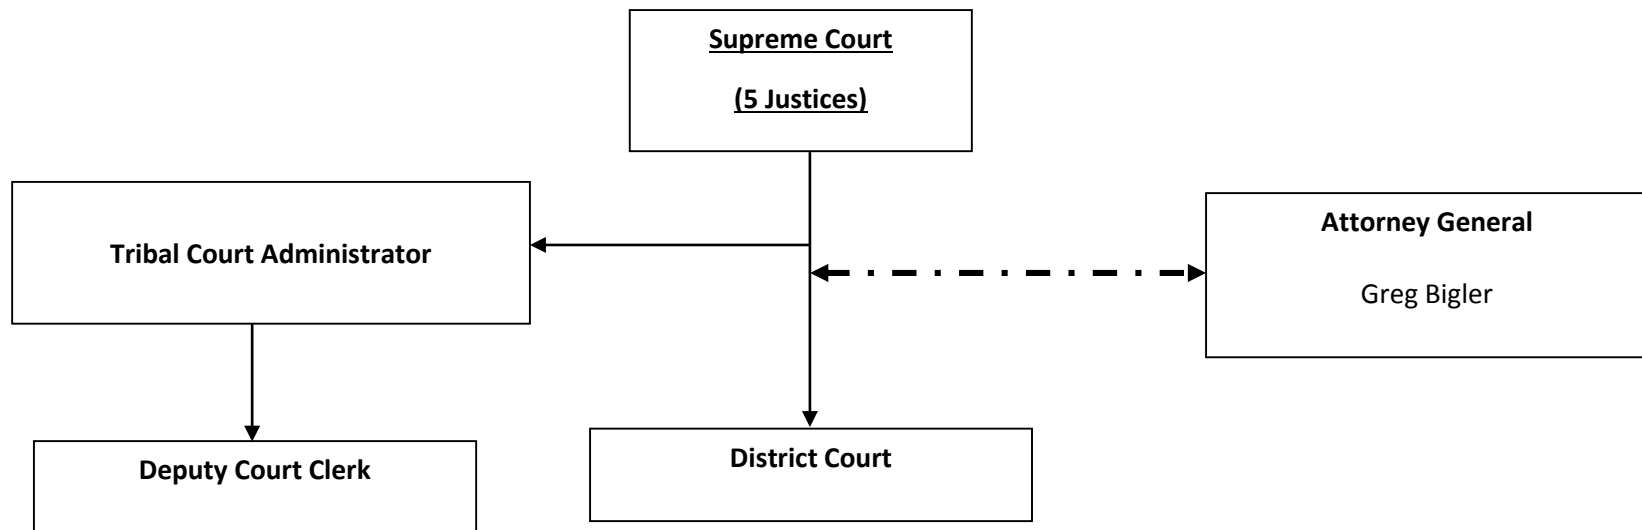 Supreme Court
(5 Justices)
Tribal Court Administrator
Attorney General
Greg Bigler
Deputy Court Clerk
District Court